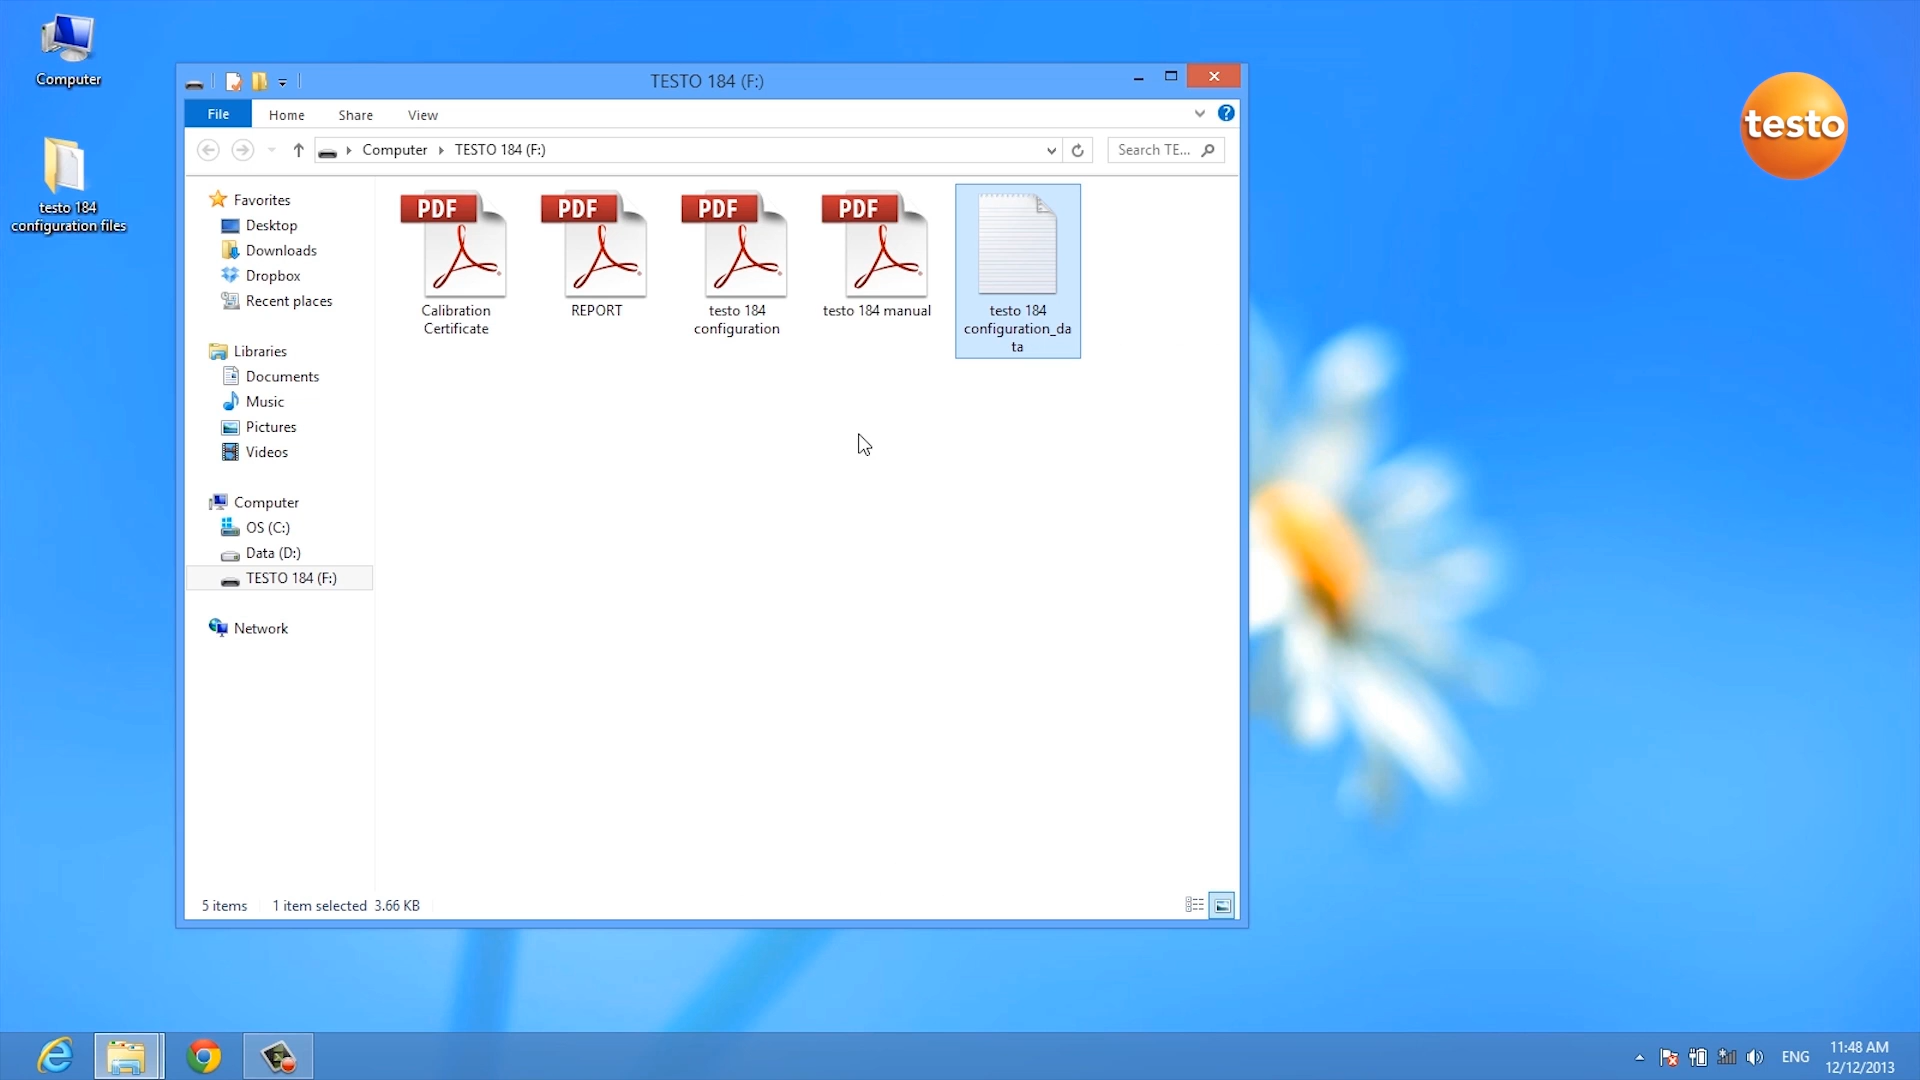 Computer
testo 184
configuration files
TESTO 184 (F:)
File
Home
Share
View
Computer
TESTO 184 (F:)
Search TE...
Favorites
Desktop
Downloads
Dropbox
Recent places
Libraries
Documents
Music
Pictures
Videos
Computer
OS (C:)
Data (D:)
TESTO 184 (F:)
Network
PDF
Calibration
Certificate
PDF
REPORT
PDF
testo 184
configuration
PDF
testo 184 manual
testo 184
configuration_da
ta
5 items
1 item selected 3.66 KB
testo
ENG
11:48 AM
12/12/2013